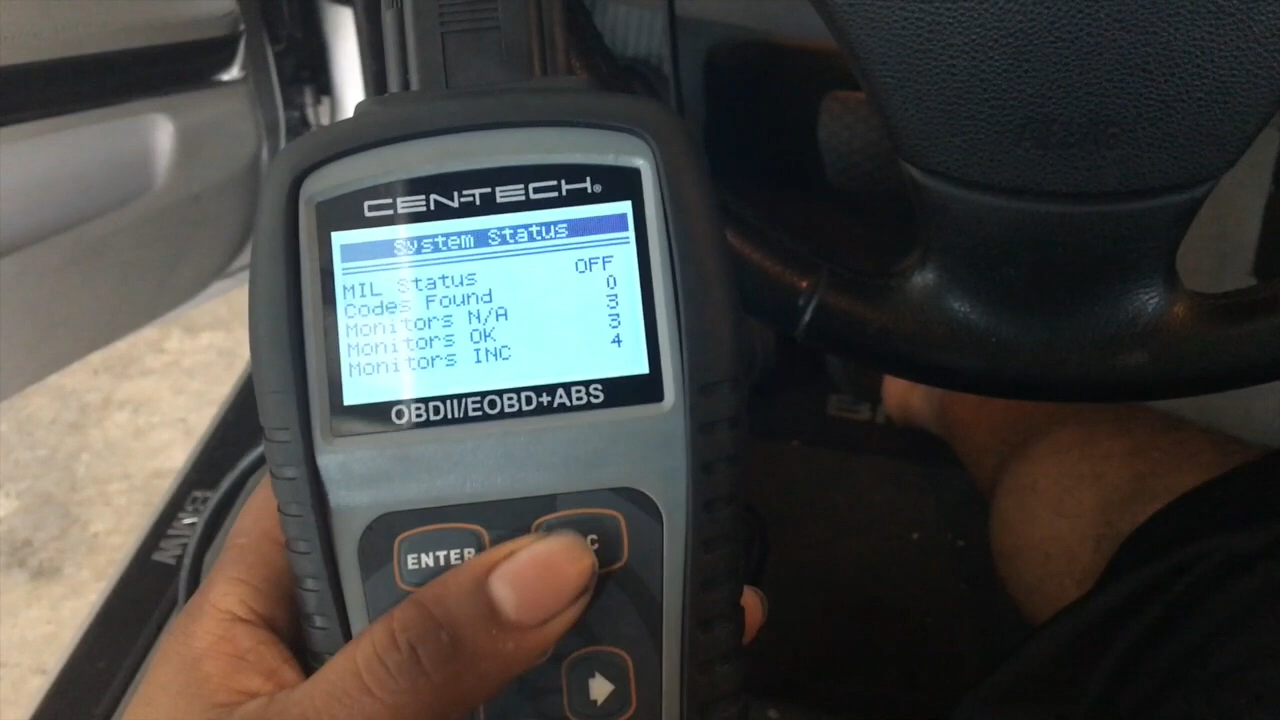 CEN-TECH®
System Status
MIL Status OFF
Codes Found 0
Monitors N/A 3
Monitors OK 3
Monitors INC 4
OBDII/EOBD+ABS
ENTER
BMW